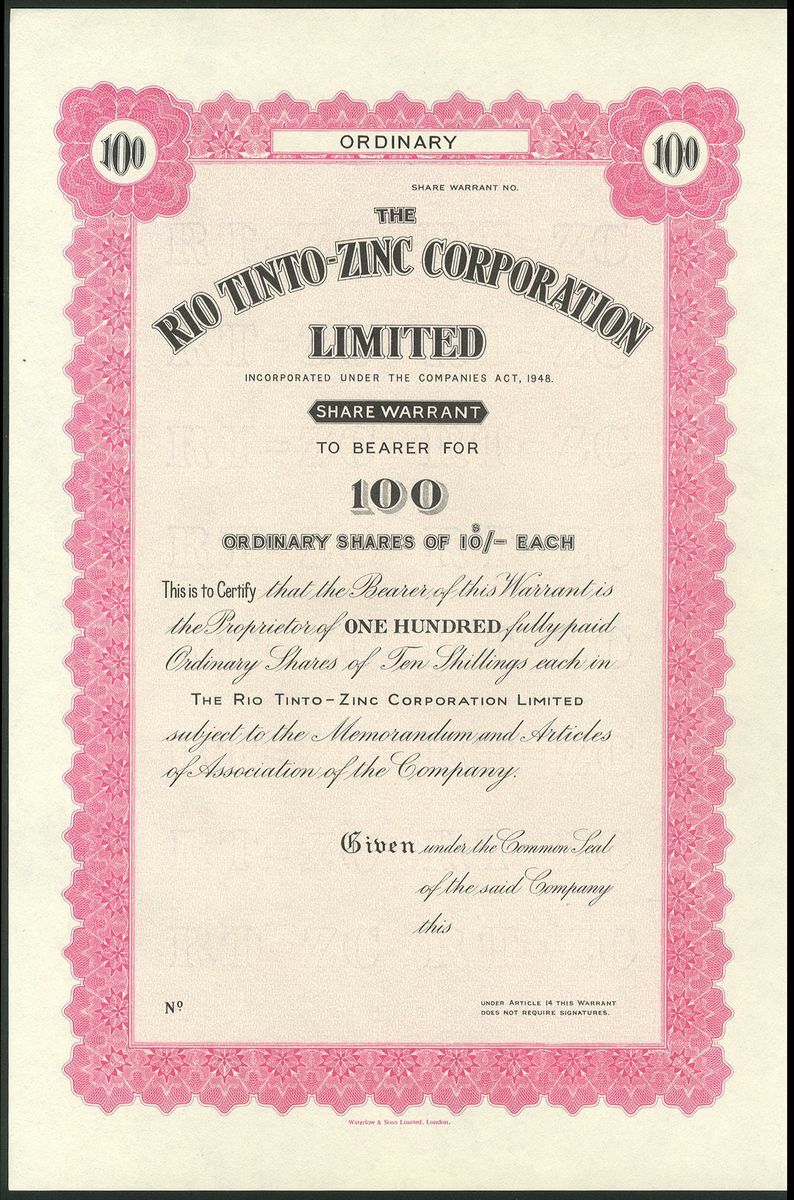 ORDINARY
100
100
SHARE WARRANT NO.
THE
RIO TINTO-ZINC CORPORATION
LIMITED
INCORPORATED UNDER THE COMPANIES ACT, 1948.
SHARE WARRANT
TO BEARER FOR
100
ORDINARY SHARES OF 10s/- EACH
This is to Certify that the Bearer of this Warrant is
the Proprietor of ONE HUNDRED fully paid
Ordinary Shares of Ten Shillings each in
THE RIO TINTO-ZINC CORPORATION LIMITED
subject to the Memorandum and Articles
of Association of the Company.
Given under the Common Seal
of the said Company
this
No.
UNDER ARTICLE 14 THIS WARRANT
DOES NOT REQUIRE SIGNATURES.
Waterlow & Sons Limited, London.